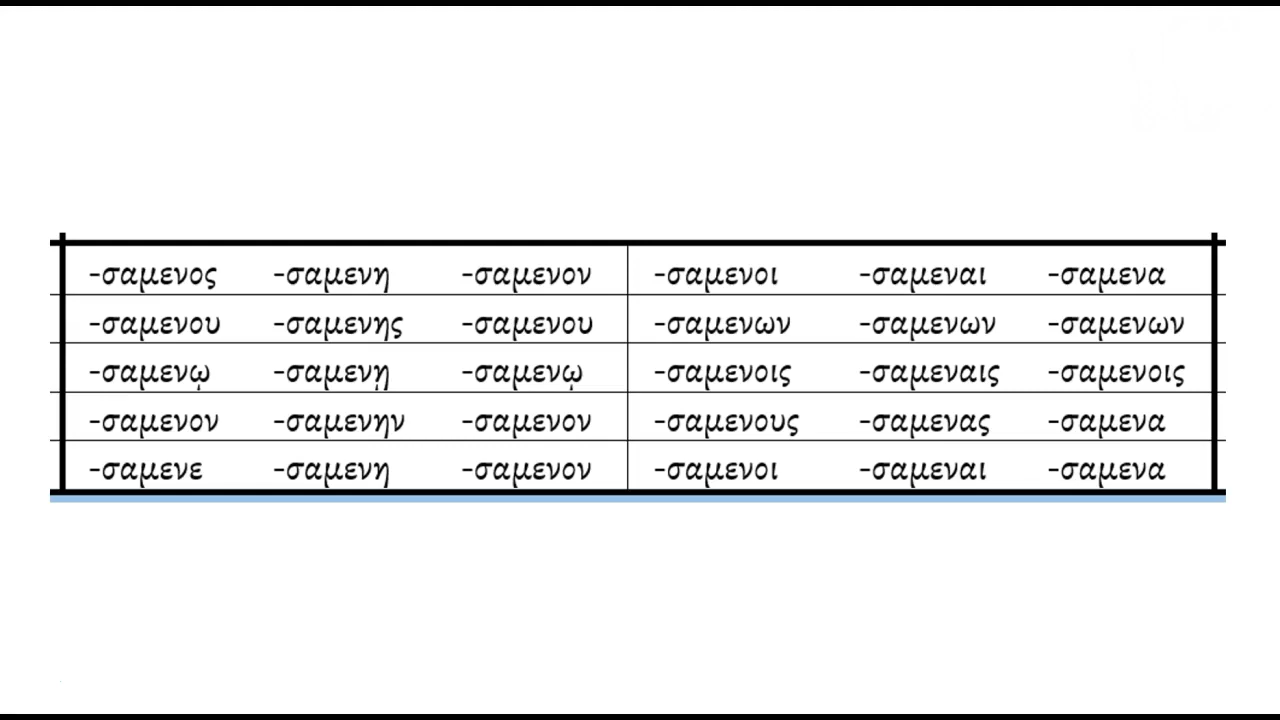 -σαμενος -σαμενη -σαμενον -σαμενοι -σαμεναι -σαμενα
-σαμενου -σαμενης -σαμενου -σαμενων -σαμενων -σαμενων
-σαμενῳ -σαμενῃ -σαμενῳ -σαμενοις -σαμεναις -σαμενοις
-σαμενον -σαμενην -σαμενον -σαμενους -σαμενας -σαμενα
-σαμενε -σαμενη -σαμενον -σαμενοι -σαμεναι -σαμενα